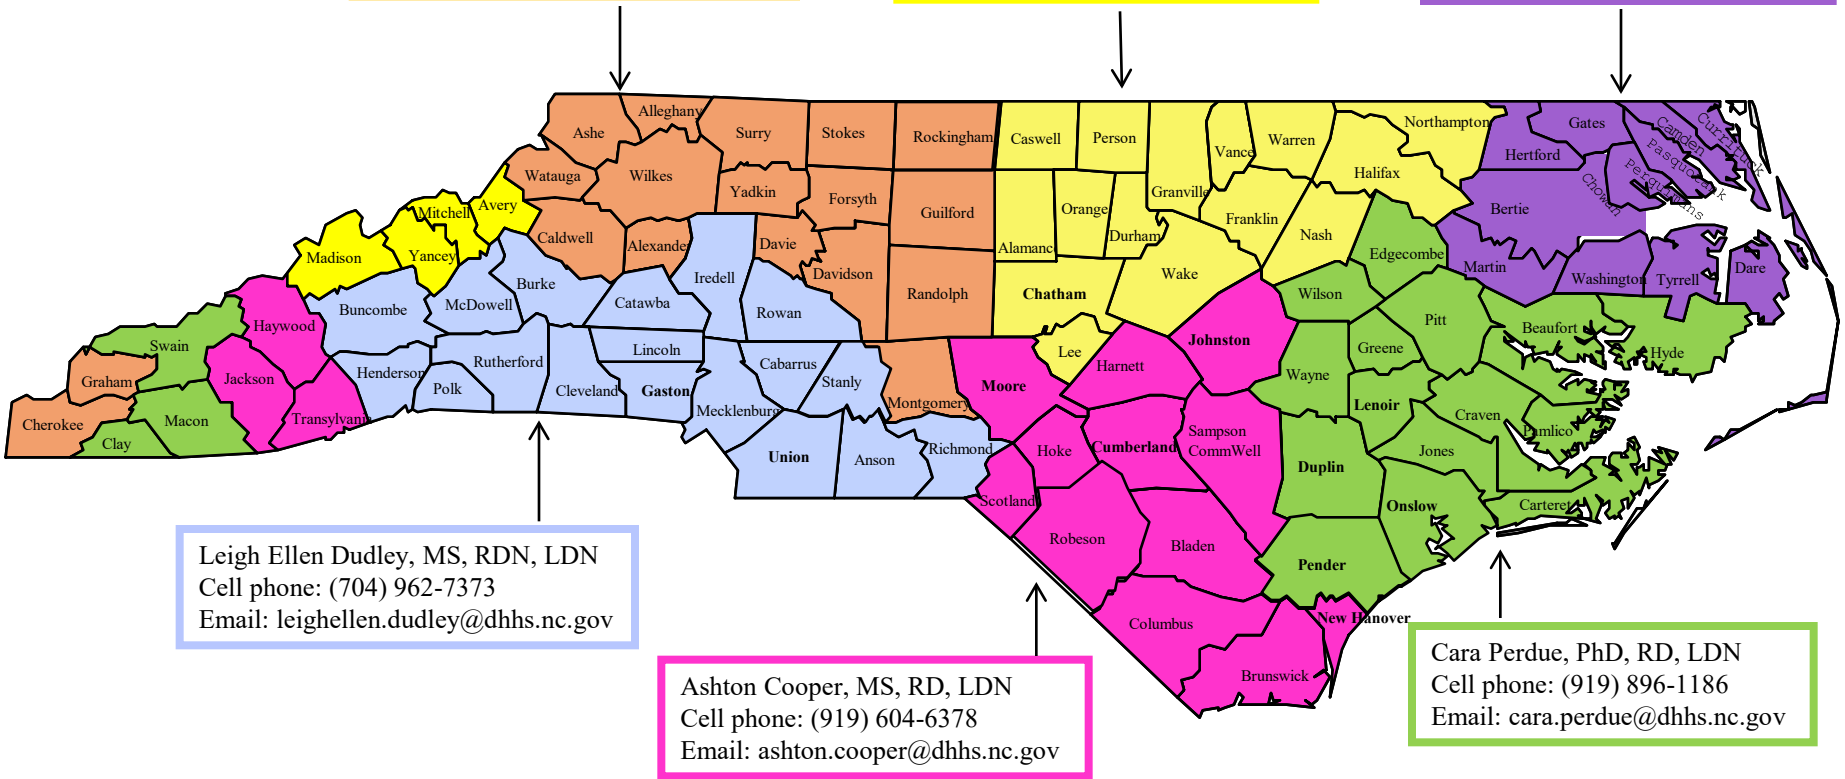 Alleghany
Ashe
Surry
Stokes
Rockingham
Caswell
Person
Vance
Warren
Northampton
Gates
Camden
Currituck
Hertford
Pasquotank
Perquimans
Chowan
Watauga
Wilkes
Yadkin
Forsyth
Guilford
Orange
Granville
Franklin
Halifax
Bertie
Mitchell
Avery
Caldwell
Alexander
Davie
Davidson
Alamanc
Durham
Nash
Edgecombe
Martin
Washington
Tyrrell
Dare
Madison
Yancey
Burke
Iredell
Randolph
Chatham
Wake
Wilson
Buncombe
McDowell
Catawba
Rowan
Pitt
Beaufort
Hyde
Haywood
Swain
Rutherford
Lincoln
Cabarrus
Lee
Harnett
Johnston
Greene
Wayne
Graham
Jackson
Henderson
Polk
Cleveland
Gaston
Stanly
Montgomery
Moore
Lenoir
Craven
Pamlico
Cherokee
Clay
Macon
Transylvania
Mecklenburg
Union
Anson
Richmond
Hoke
Cumberland
Sampson
CommWell
Duplin
Jones
Scotland
Onslow
Carteret
Robeson
Bladen
Pender
Columbus
New Hanover
Brunswick
Leigh Ellen Dudley, MS, RDN, LDN
Cell phone: (704) 962-7373
Email: leighellen.dudley@dhhs.nc.gov
Ashton Cooper, MS, RD, LDN
Cell phone: (919) 604-6378
Email: ashton.cooper@dhhs.nc.gov
Cara Perdue, PhD, RD, LDN
Cell phone: (919) 896-1186
Email: cara.perdue@dhhs.nc.gov